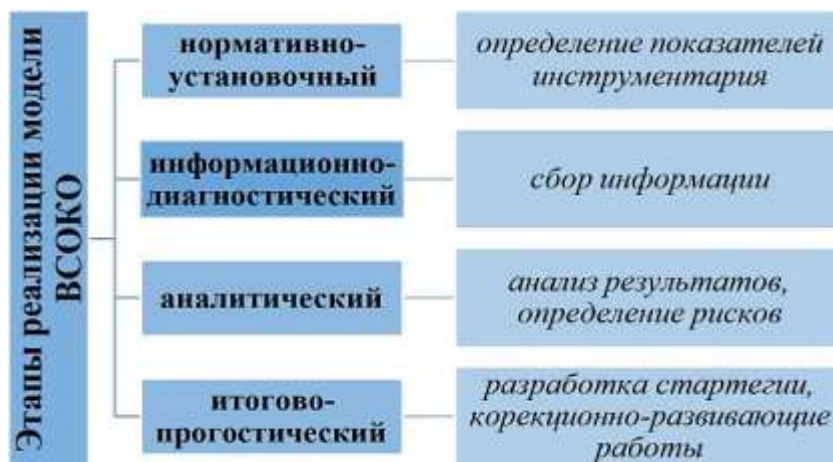 Этапы реализации модели
ВСОКО
нормативно-
установочный
определение показателей
инструментария
информационно-
диагностический
сбор информации
аналитический
анализ результатов,
определение рисков
итогово-
прогостический
разработка стартегии,
корекционно-развивающие
работы